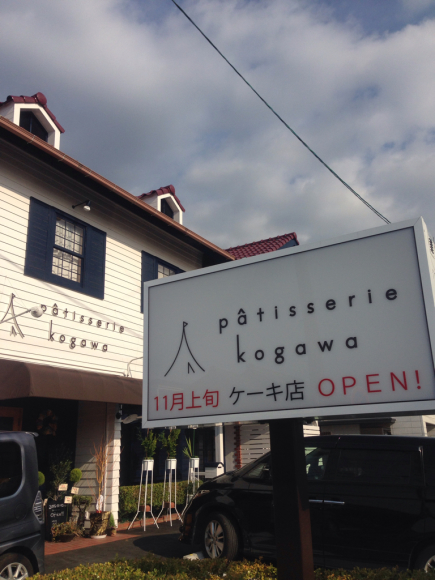 pâtisserie
kogawa
pâtisserie
kogawa
11月上旬 ケーキ店 OPEN!